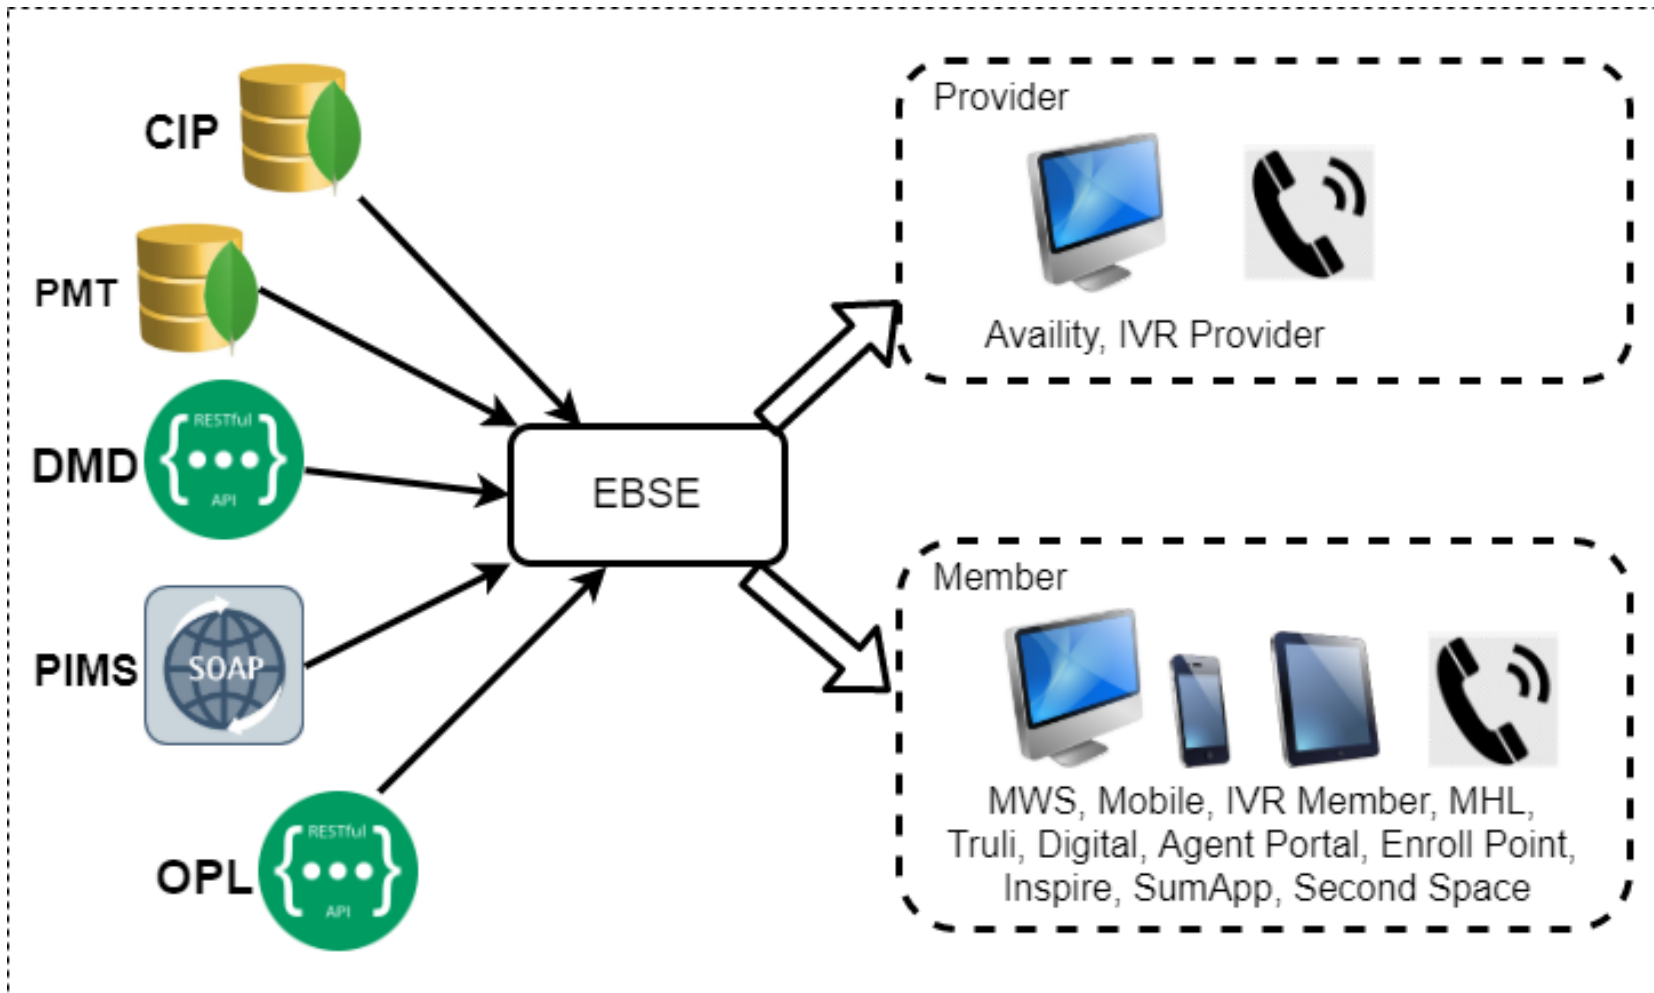 CIP
PMT
RESTful
DMD
API
PIMS
SOAP
RESTful
OPL
API
EBSE
Provider
Availity, IVR Provider
Member
MWS, Mobile, IVR Member, MHL,
Truli, Digital, Agent Portal, Enroll Point,
Inspire, SumApp, Second Space